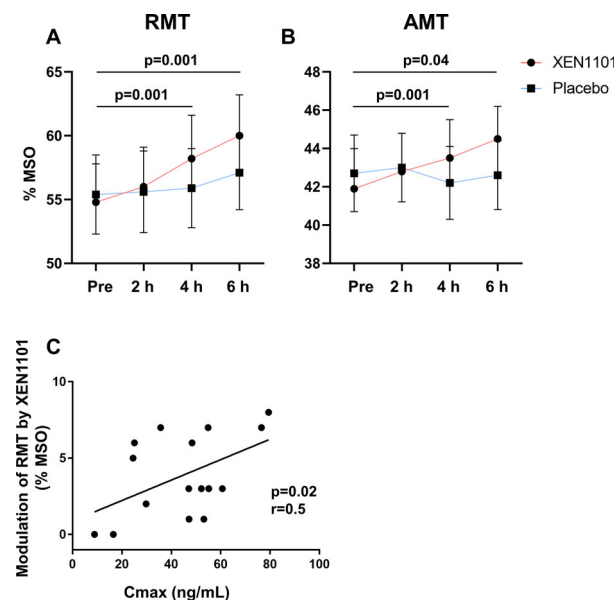 RMT
AMT
A
B
XEN1101
Placebo
p=0.001
p=0.001
p=0.04
p=0.001
% MSO
65
60
55
50
48
46
44
42
40
38
Pre 2 h 4 h 6 h
Pre 2 h 4 h 6 h
C
Modulation of RMT by XEN1101
(% MSO)
10
5
0
p=0.02
r=0.5
0 20 40 60 80 100
Cmax (ng/mL)